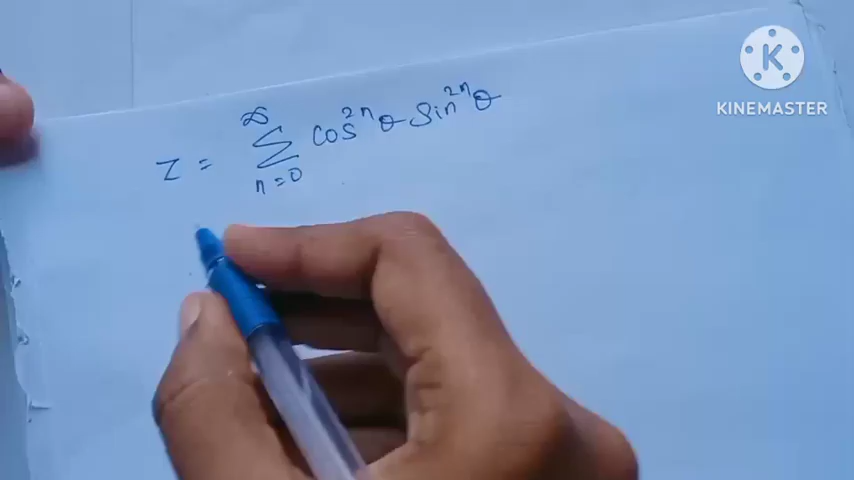 z = ∑_{n=0}^{∞} cos^{2n}θ sin^{2n}θ
K
KINEMASTER